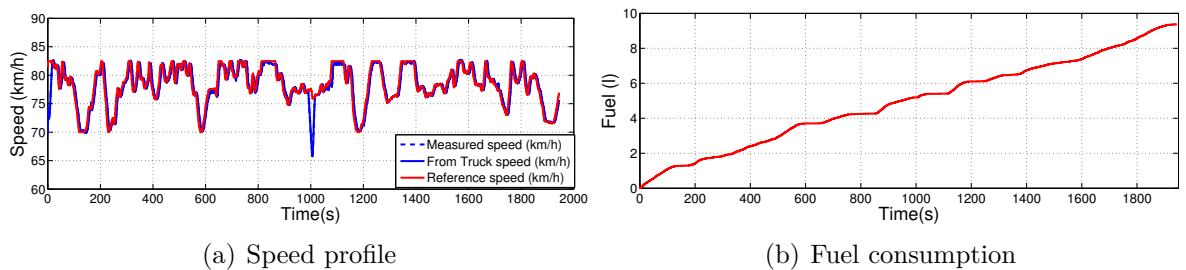 90
85
80
75
70
65
60
Speed (km/h)
0 200 400 600 800 1000 1200 1400 1600 1800 2000
Time(s)
Measured speed (km/h)
From Truck speed (km/h)
Reference speed (km/h)
(a) Speed profile
10
8
6
4
2
0
Fuel (l)
0 200 400 600 800 1000 1200 1400 1600 1800
Time(s)
(b) Fuel consumption